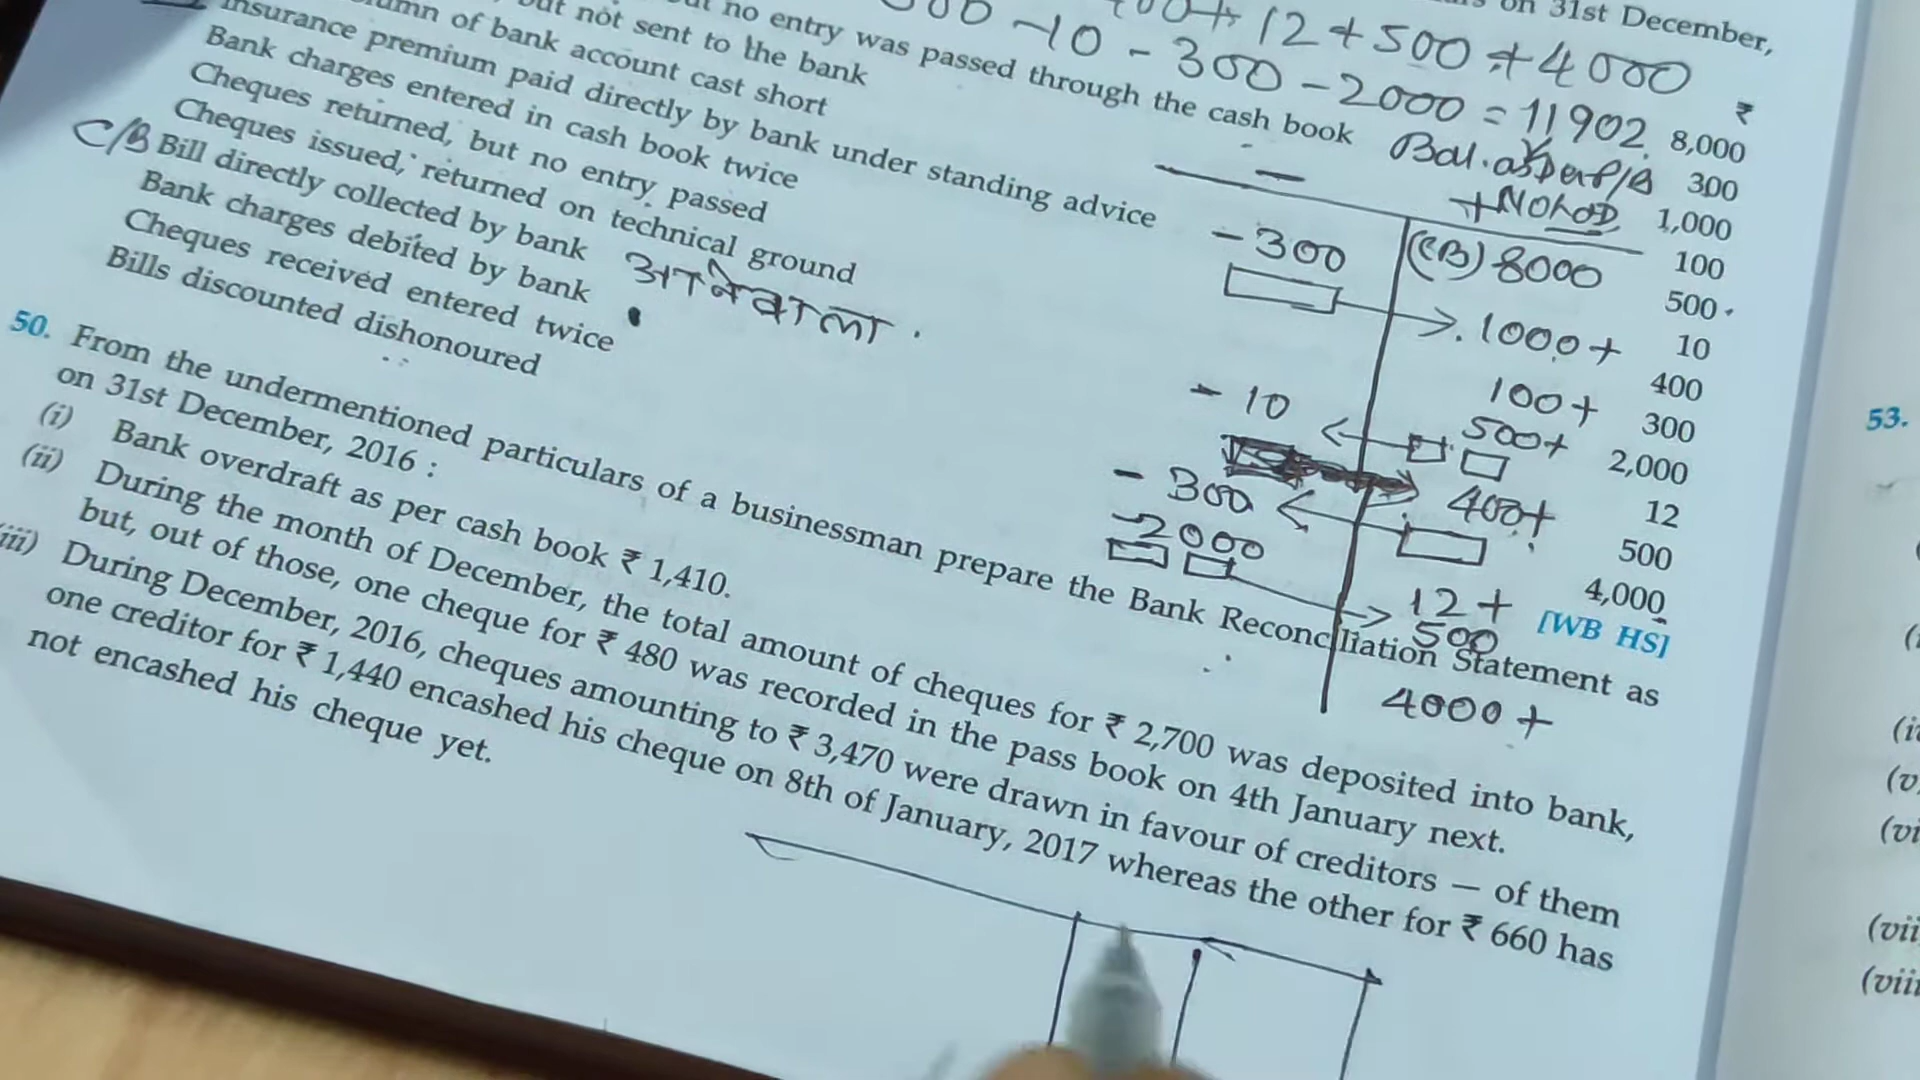 on 31st December,
no entry was passed through the cash book
but not sent to the bank
of bank account cast short
Insurance premium paid directly by bank under standing advice
Bank charges entered in cash book twice
Cheques returned, but no entry passed
Cheques issued, returned on technical ground
C/B Bill directly collected by bank
Bank charges debited by bank
Cheques received entered twice
Bills discounted dishonoured
अानेवाला .
+ 12 + 500 + 4000
- 10 - 300 - 2000 = 11902
Bal. as per P/B
₹
8,000
300
1,000
100
500
10
400
300
2,000
12
500
4,000
[WB HS]
- 300
(CB) 8000
1000 +
100 +
- 10
500 +
- 300
400 +
- 2000
12 +
500
4000 +
50. From the undermentioned particulars of a businessman prepare the Bank Reconciliation Statement as
on 31st December, 2016 :
(i) Bank overdraft as per cash book ₹ 1,410.
(ii) During the month of December, the total amount of cheques for ₹ 2,700 was deposited into bank,
but, out of those, one cheque for ₹ 480 was recorded in the pass book on 4th January next.
iii) During December, 2016, cheques amounting to ₹ 3,470 were drawn in favour of creditors — of them
one creditor for ₹ 1,440 encashed his cheque on 8th of January, 2017 whereas the other for ₹ 660 has
not encashed his cheque yet.
53.
(v
(vi
(vii
(viii